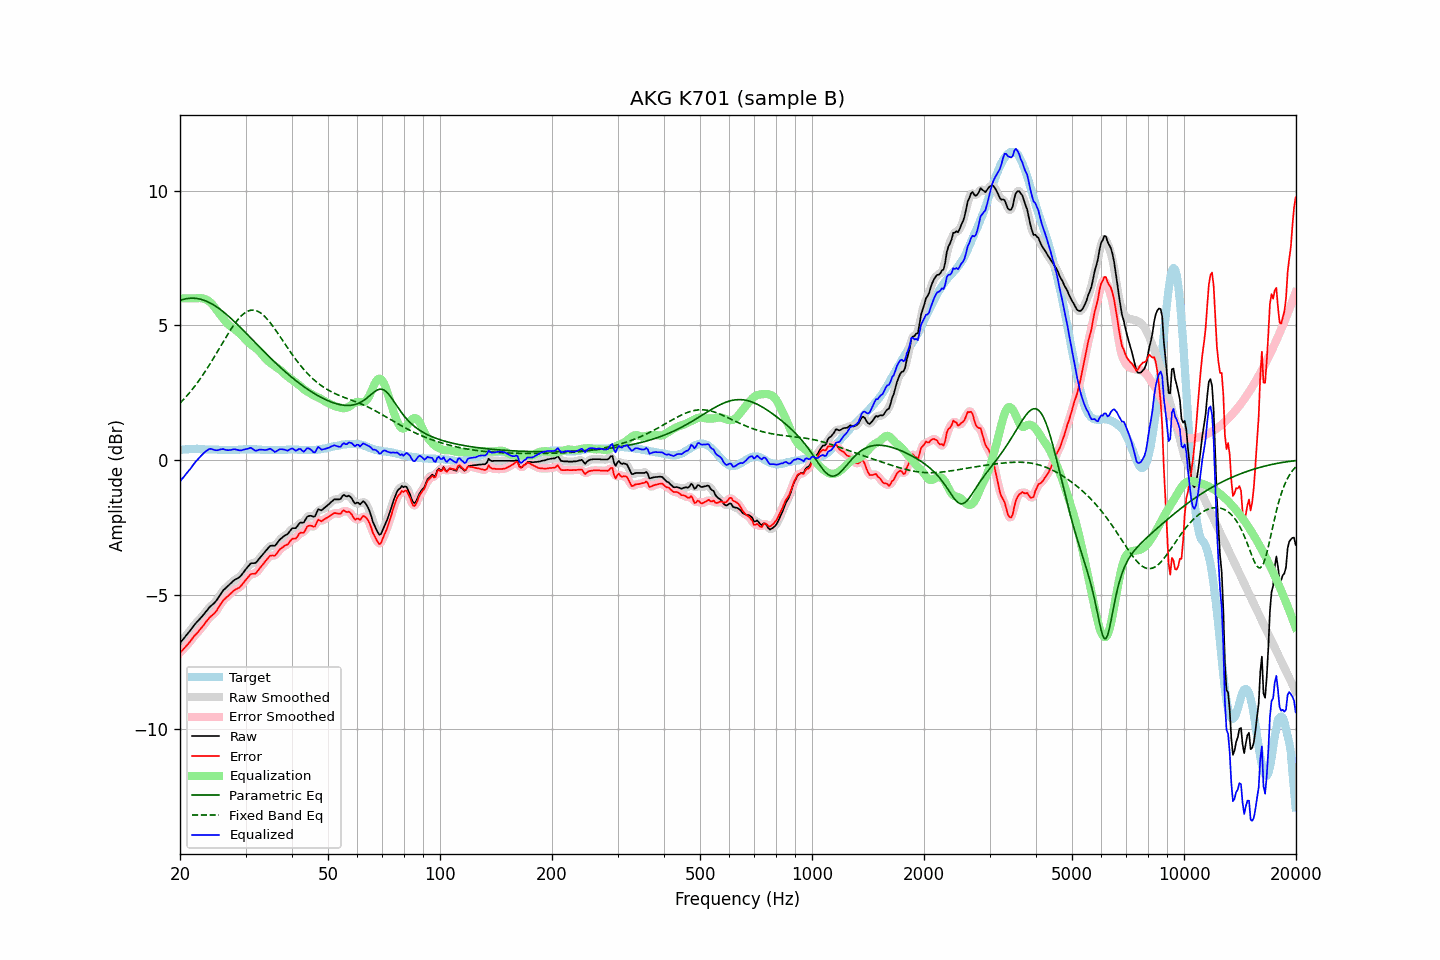 AKG K701 (sample B)
Amplitude (dBr)
10
5
0
−5
−10
Target
Raw Smoothed
Error Smoothed
Raw
Error
Equalization
Parametric Eq
Fixed Band Eq
Equalized
20 50 100 200 500 1000 2000 5000 10000 20000
Frequency (Hz)